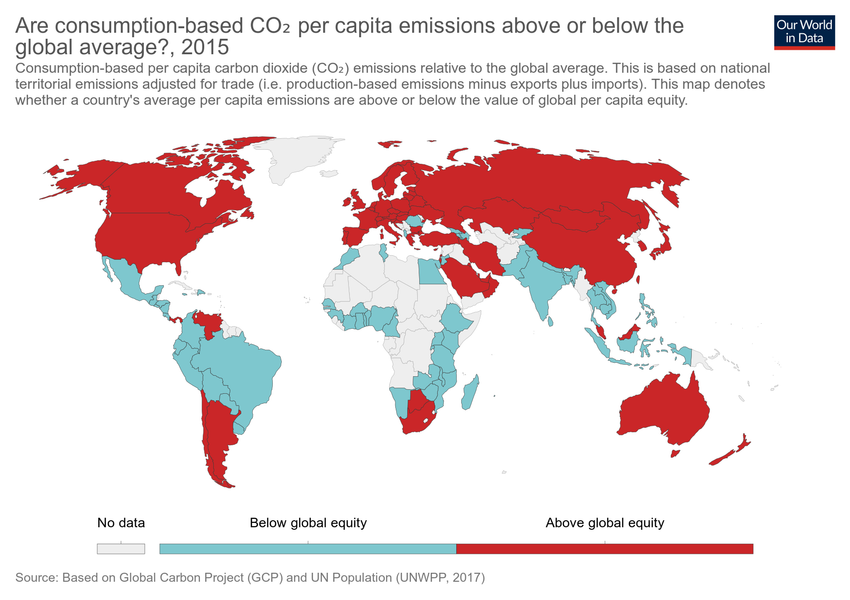 Are consumption-based CO₂ per capita emissions above or below the
global average?, 2015
Our World
in Data
Consumption-based per capita carbon dioxide (CO₂) emissions relative to the global average. This is based on national
territorial emissions adjusted for trade (i.e. production-based emissions minus exports plus imports). This map denotes
whether a country's average per capita emissions are above or below the value of global per capita equity.
No data
Below global equity
Above global equity
Source: Based on Global Carbon Project (GCP) and UN Population (UNWPP, 2017)